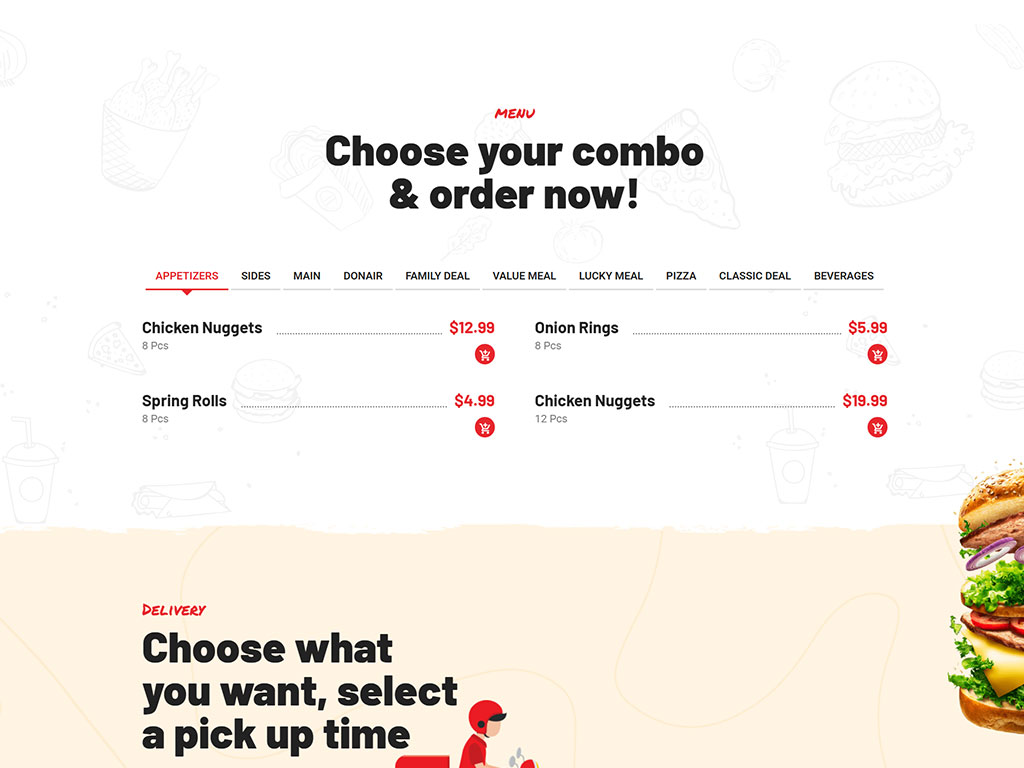 MENU
Choose your combo
& order now!
APPETIZERS SIDES MAIN DONAIR FAMILY DEAL VALUE MEAL LUCKY MEAL PIZZA CLASSIC DEAL BEVERAGES
Chicken Nuggets $12.99
8 Pcs
Onion Rings $5.99
8 Pcs
Spring Rolls $4.99
8 Pcs
Chicken Nuggets $19.99
12 Pcs
Delivery
Choose what
you want, select
a pick up time